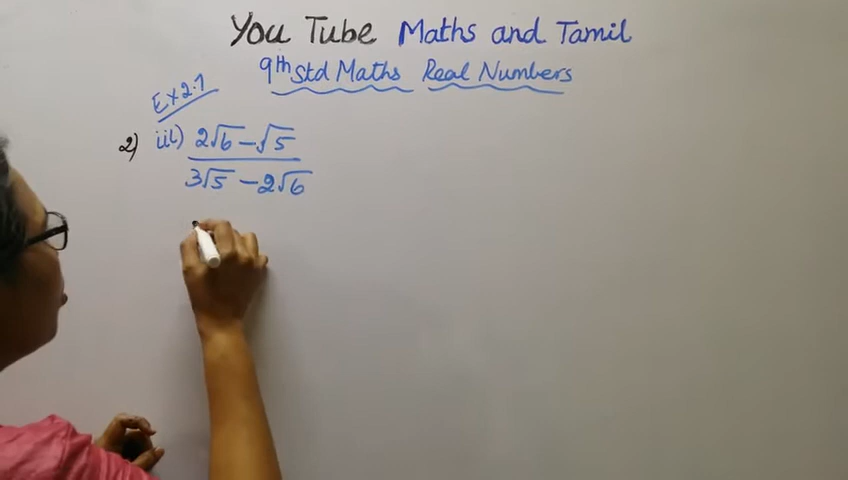 You Tube Maths and Tamil
9th Std Maths Real Numbers
Ex 2.7
2) iii) 2√6 - √5
3√5 - 2√6